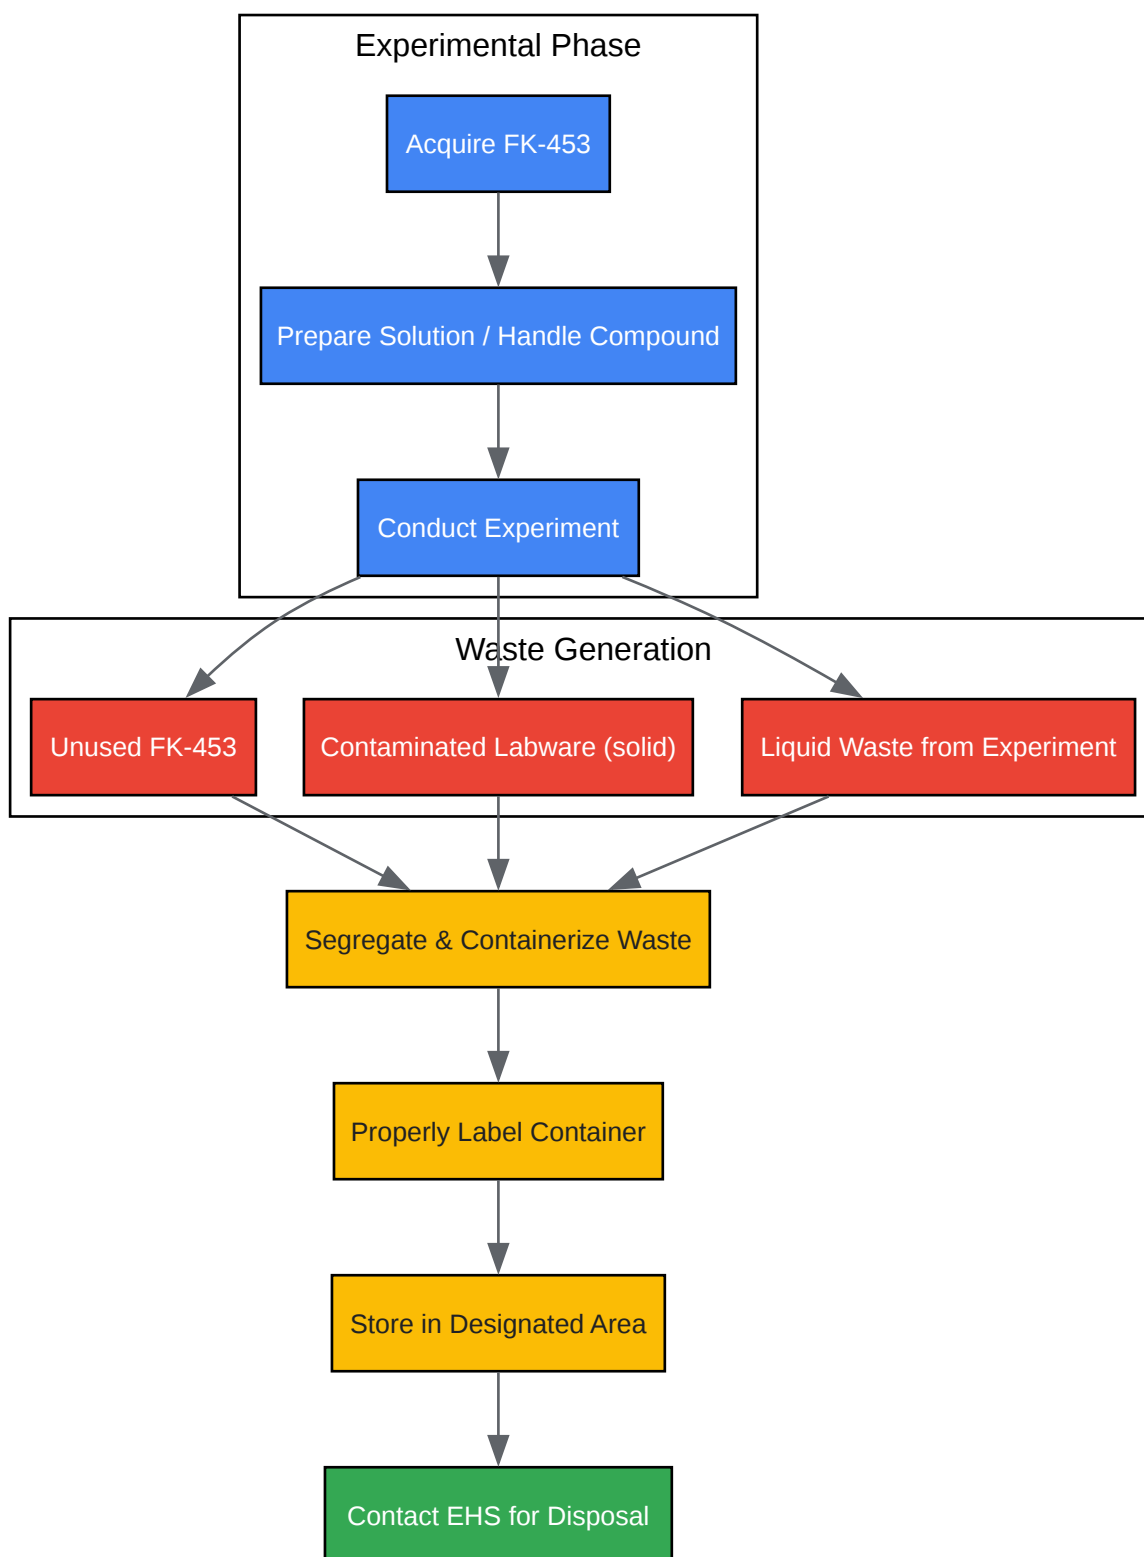 Experimental Phase
Acquire FK-453
Prepare Solution / Handle Compound
Conduct Experiment
Waste Generation
Unused FK-453
Contaminated Labware (solid)
Liquid Waste from Experiment
Segregate & Containerize Waste
Properly Label Container
Store in Designated Area
Contact EHS for Disposal